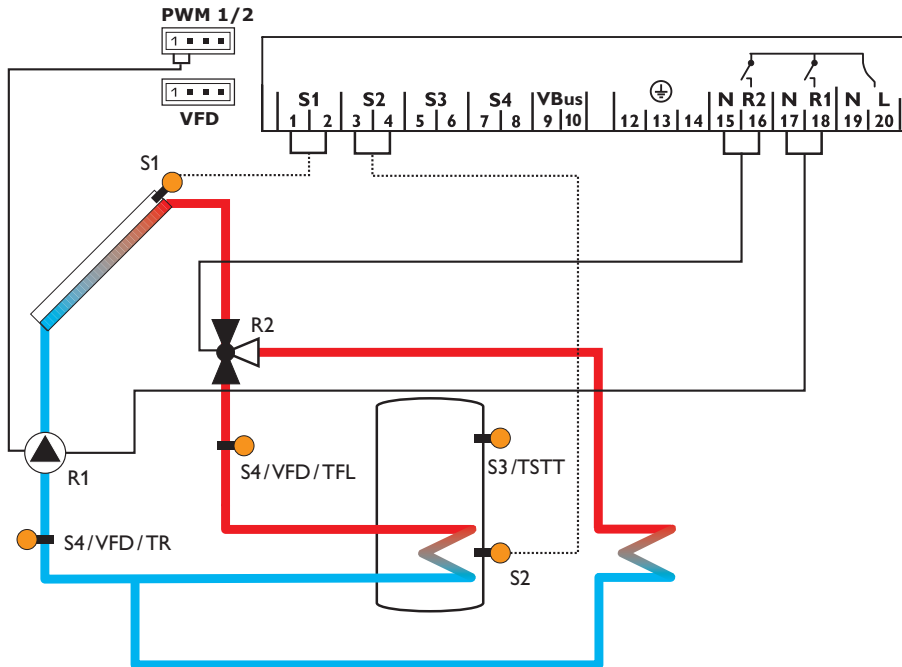 PWM 1/2
1
VFD
S1 S2 S3 S4 VBus N R2 N R1 N L
1 2 3 4 5 6 7 8 9 10 12 13 14 15 16 17 18 19 20
S1
R2
S4/VFD/TFL
S3/TSTT
R1
S4/VFD/TR
S2